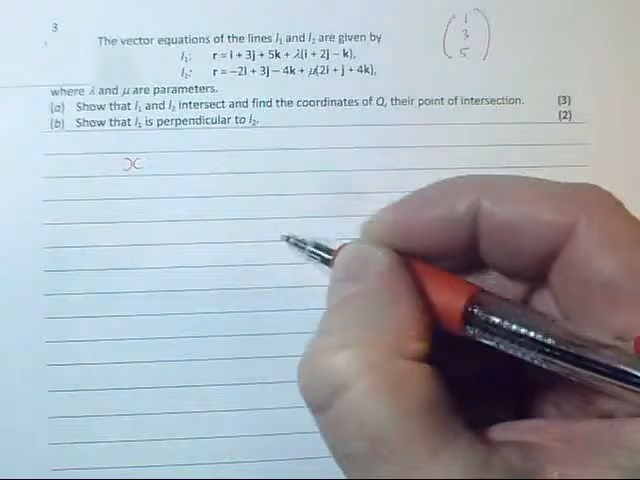 3
The vector equations of the lines l₁ and l₂ are given by
l₁: r = i + 3j + 5k + λ(i + 2j – k),
l₂: r = –2i + 3j – 4k + μ(2i + j + 4k),
where λ and μ are parameters.
(a) Show that l₁ and l₂ intersect and find the coordinates of Q, their point of intersection. (3)
(b) Show that l₁ is perpendicular to l₂. (2)
(1
3
5)
x